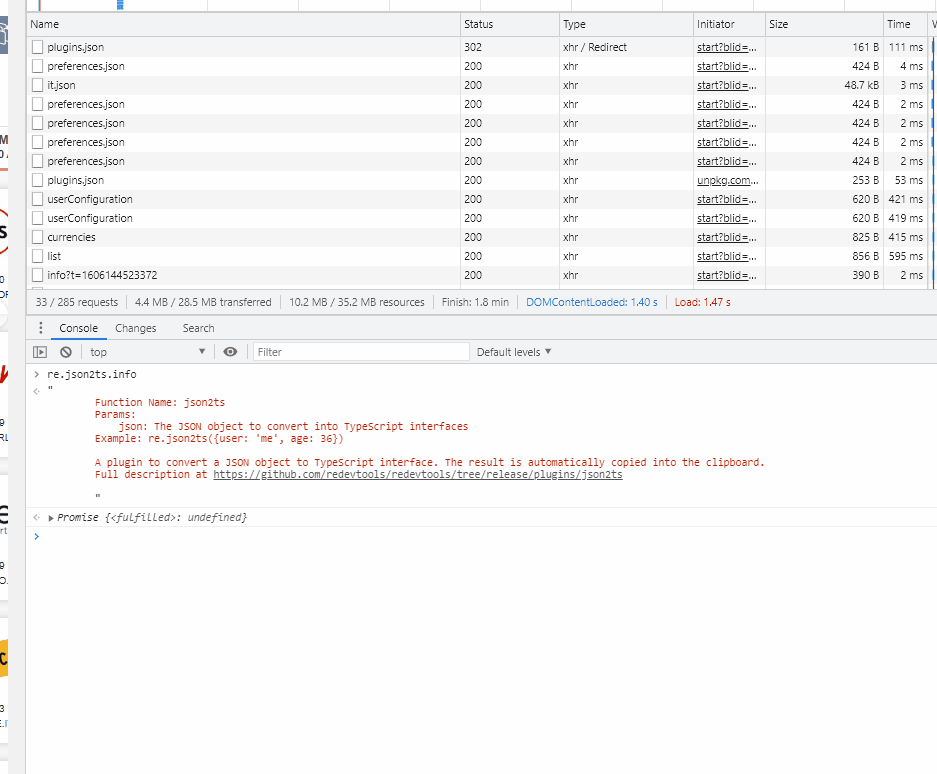 Name Status Type Initiator Size Time
plugins.json 302 xhr / Redirect start?blid=... 161 B 111 ms
preferences.json 200 xhr start?blid=... 424 B 4 ms
it.json 200 xhr start?blid=... 48.7 kB 3 ms
preferences.json 200 xhr start?blid=... 424 B 2 ms
preferences.json 200 xhr start?blid=... 424 B 2 ms
preferences.json 200 xhr start?blid=... 424 B 2 ms
preferences.json 200 xhr start?blid=... 424 B 2 ms
plugins.json 200 xhr unpkg.com... 253 B 53 ms
userConfiguration 200 xhr start?blid=... 620 B 421 ms
userConfiguration 200 xhr start?blid=... 620 B 419 ms
currencies 200 xhr start?blid=... 825 B 415 ms
list 200 xhr start?blid=... 856 B 595 ms
info?t=1606144523372 200 xhr start?blid=... 390 B 2 ms
33 / 285 requests 4.4 MB / 28.5 MB transferred 10.2 MB / 35.2 MB resources Finish: 1.8 min DOMContentLoaded: 1.40 s Load: 1.47 s
Console Changes Search
top Filter Default levels
re.json2ts.info
"
Function Name: json2ts
Params:
json: The JSON object to convert into TypeScript interfaces
Example: re.json2ts({user: 'me', age: 36})
A plugin to convert a JSON object to TypeScript interface. The result is automatically copied into the clipboard.
Full description at https://github.com/redevtools/redevtools/tree/release/plugins/json2ts
"
Promise {<fulfilled>: undefined}